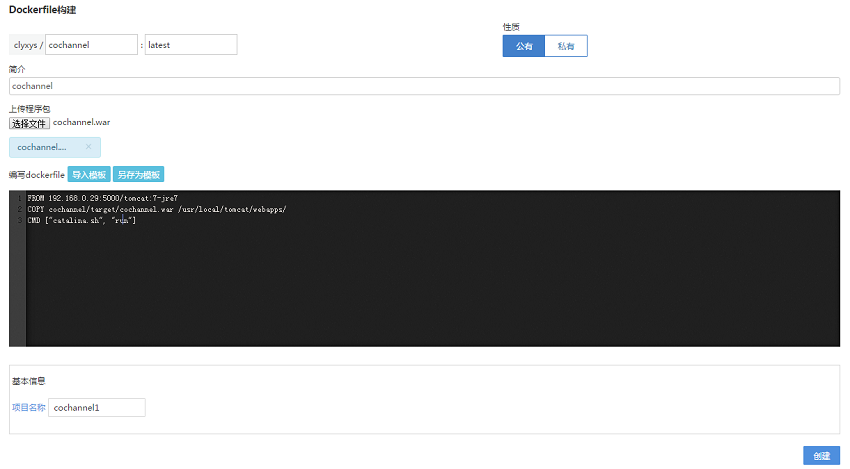 Dockerfile构建
性质
clyxys / cochannel : latest
公有 私有
简介
cochannel
上传程序包
选择文件 cochannel.war
cochannel.... ×
编写dockerfile 导入模板 另存为模板
1 FROM 192.168.0.29:5000/tomcat:7-jre7
2 COPY cochannel/target/cochannel.war /usr/local/tomcat/webapps/
3 CMD ["catalina.sh", "run"]
基本信息
项目名称 cochannel1
创建